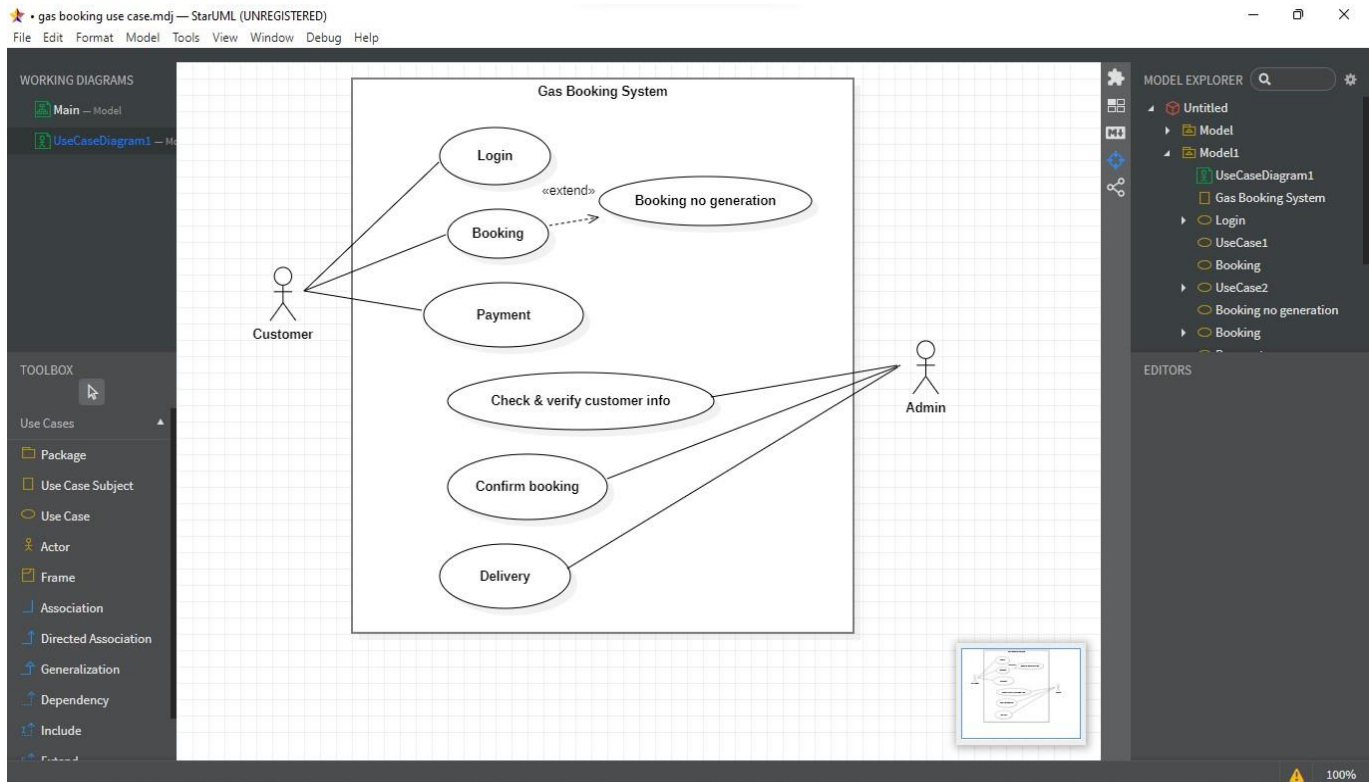 • gas booking use case.mdj — StarUML (UNREGISTERED)
File Edit Format Model Tools View Window Debug Help
WORKING DIAGRAMS
Main — Model
UseCaseDiagram1 — Mo
TOOLBOX
Use Cases
Package
Use Case Subject
Use Case
Actor
Frame
Association
Directed Association
Generalization
Dependency
Include
Extend
Gas Booking System
Login
«extend»
Booking no generation
Booking
Customer
Payment
Check & verify customer info
Admin
Confirm booking
Delivery
M↓
MODEL EXPLORER
Untitled
Model
Model1
UseCaseDiagram1
Gas Booking System
Login
UseCase1
Booking
UseCase2
Booking no generation
Booking
EDITORS
100%